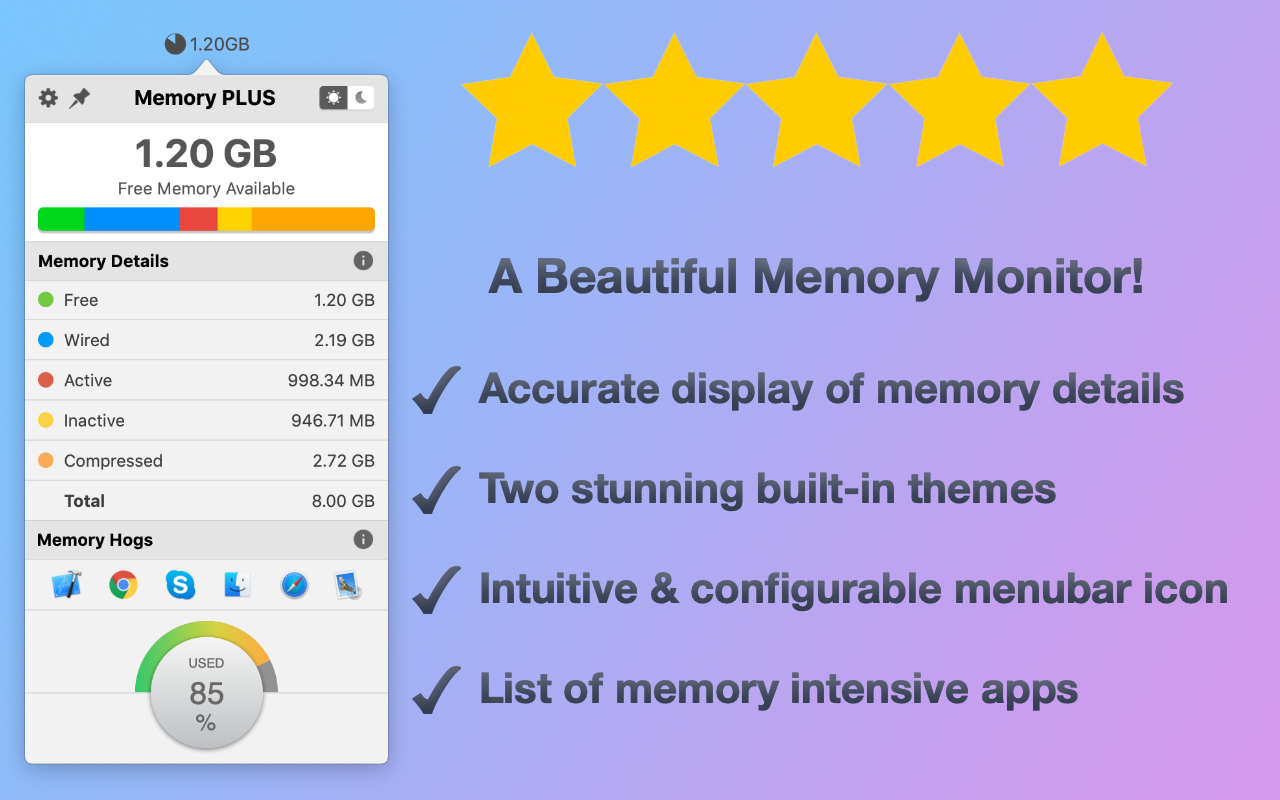 1.20GB
Memory PLUS
1.20 GB
Free Memory Available
Memory Details
Free 1.20 GB
Wired 2.19 GB
Active 998.34 MB
Inactive 946.71 MB
Compressed 2.72 GB
Total 8.00 GB
Memory Hogs
USED
85
%
A Beautiful Memory Monitor!
Accurate display of memory details
Two stunning built-in themes
Intuitive & configurable menubar icon
List of memory intensive apps